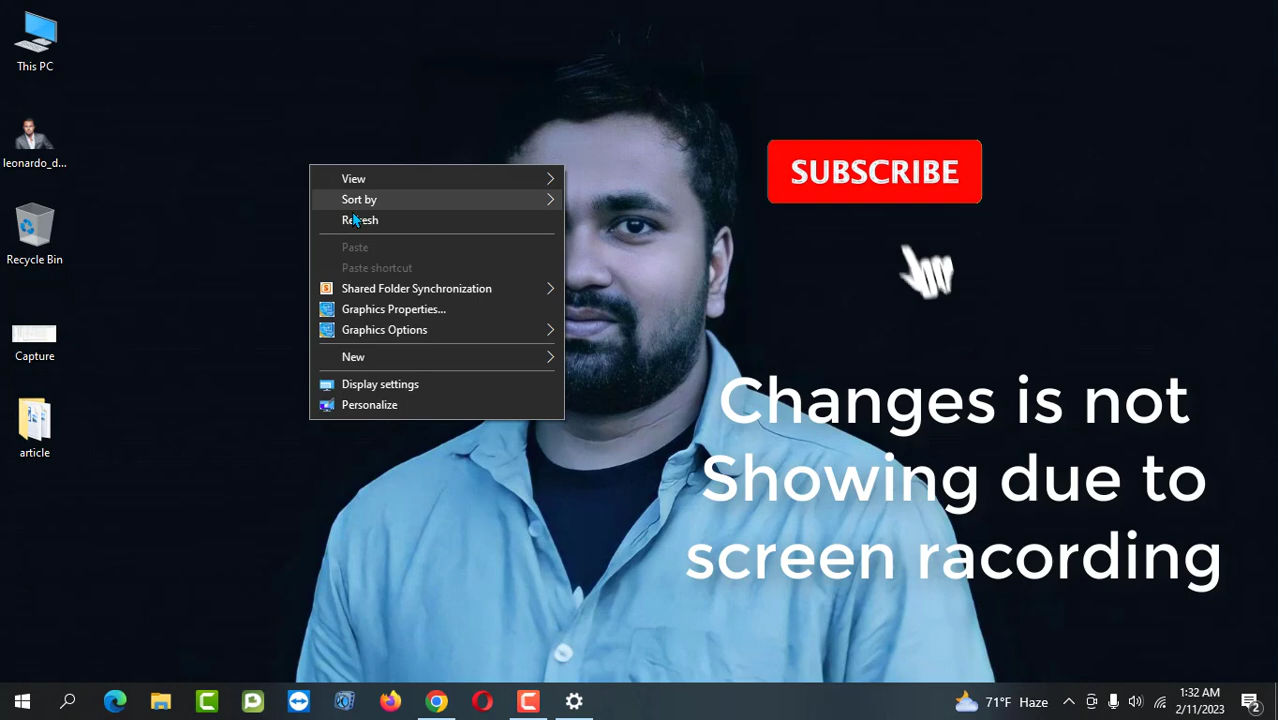 This PC
leonardo_d...
Recycle Bin
Capture
article
View
Sort by
Refresh
Paste
Paste shortcut
Shared Folder Synchronization
Graphics Properties...
Graphics Options
New
Display settings
Personalize
SUBSCRIBE
Changes is not
Showing due to
screen racording
71°F Haze
1:32 AM
2/11/2023
2